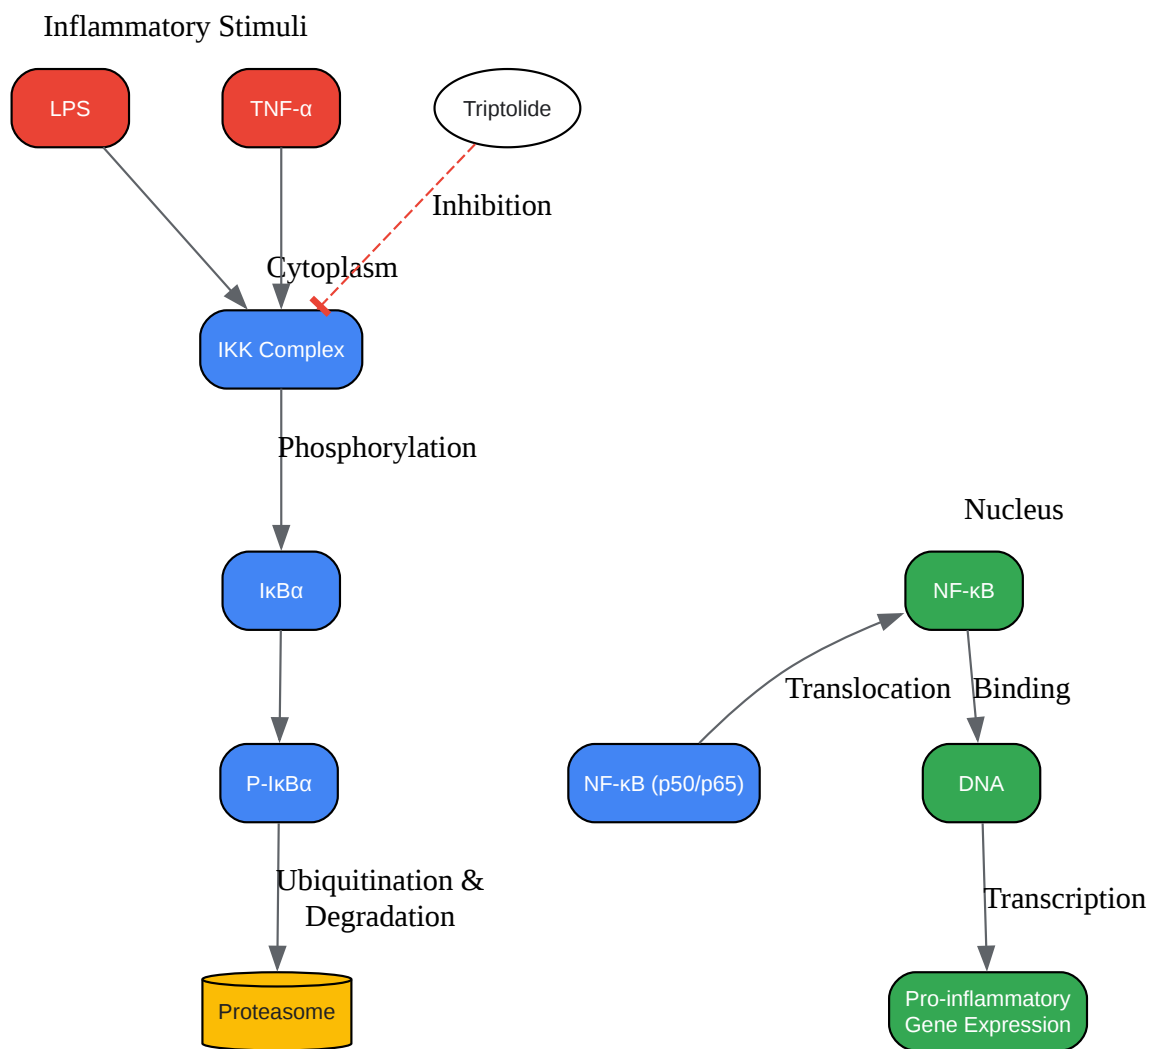 Inflammatory Stimuli
LPS
TNF-α
Triptolide
Inhibition
Cytoplasm
IKK Complex
Phosphorylation
Nucleus
IκBα
NF-κB
Translocation
Binding
P-IκBα
NF-κB (p50/p65)
DNA
Ubiquitination &
Degradation
Transcription
Proteasome
Pro-inflammatory
Gene Expression